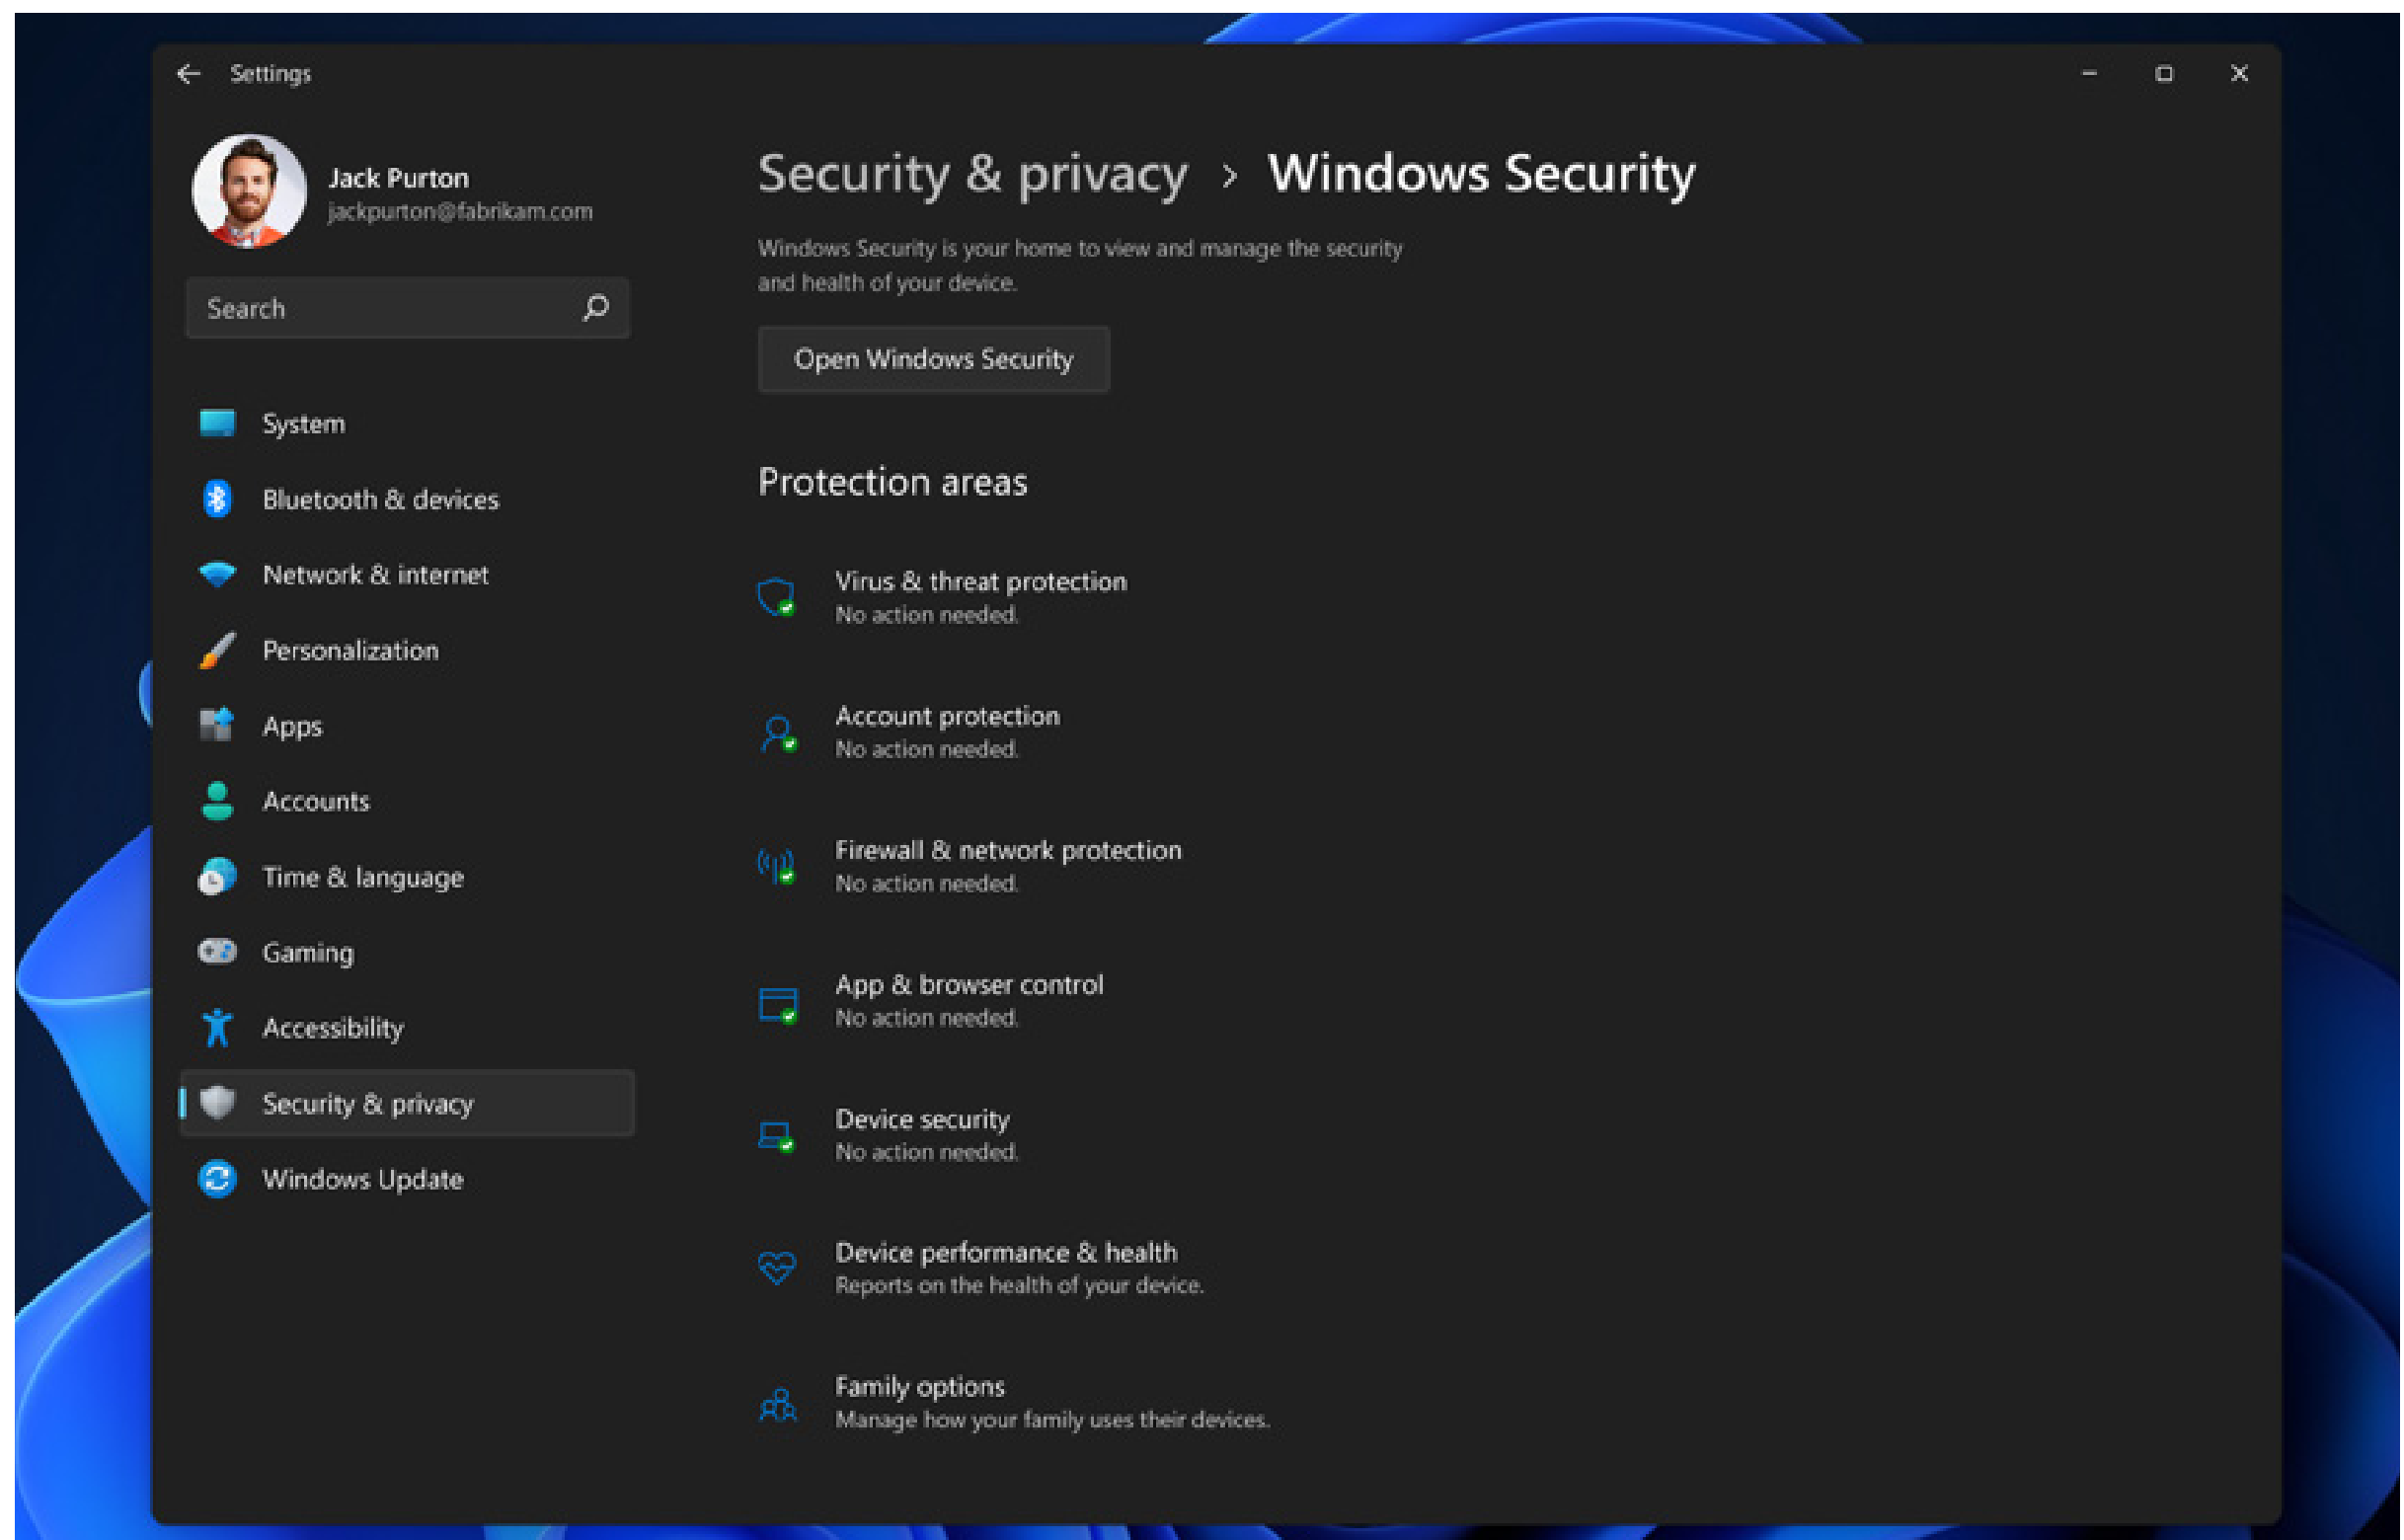 Settings
Jack Purton
jackpurton@fabrikam.com
Search
System
Bluetooth & devices
Network & internet
Personalization
Apps
Accounts
Time & language
Gaming
Accessibility
Security & privacy
Windows Update
Security & privacy > Windows Security
Windows Security is your home to view and manage the security
and health of your device.
Open Windows Security
Protection areas
Virus & threat protection
No action needed.
Account protection
No action needed.
Firewall & network protection
No action needed.
App & browser control
No action needed.
Device security
No action needed.
Device performance & health
Reports on the health of your device.
Family options
Manage how your family uses their devices.